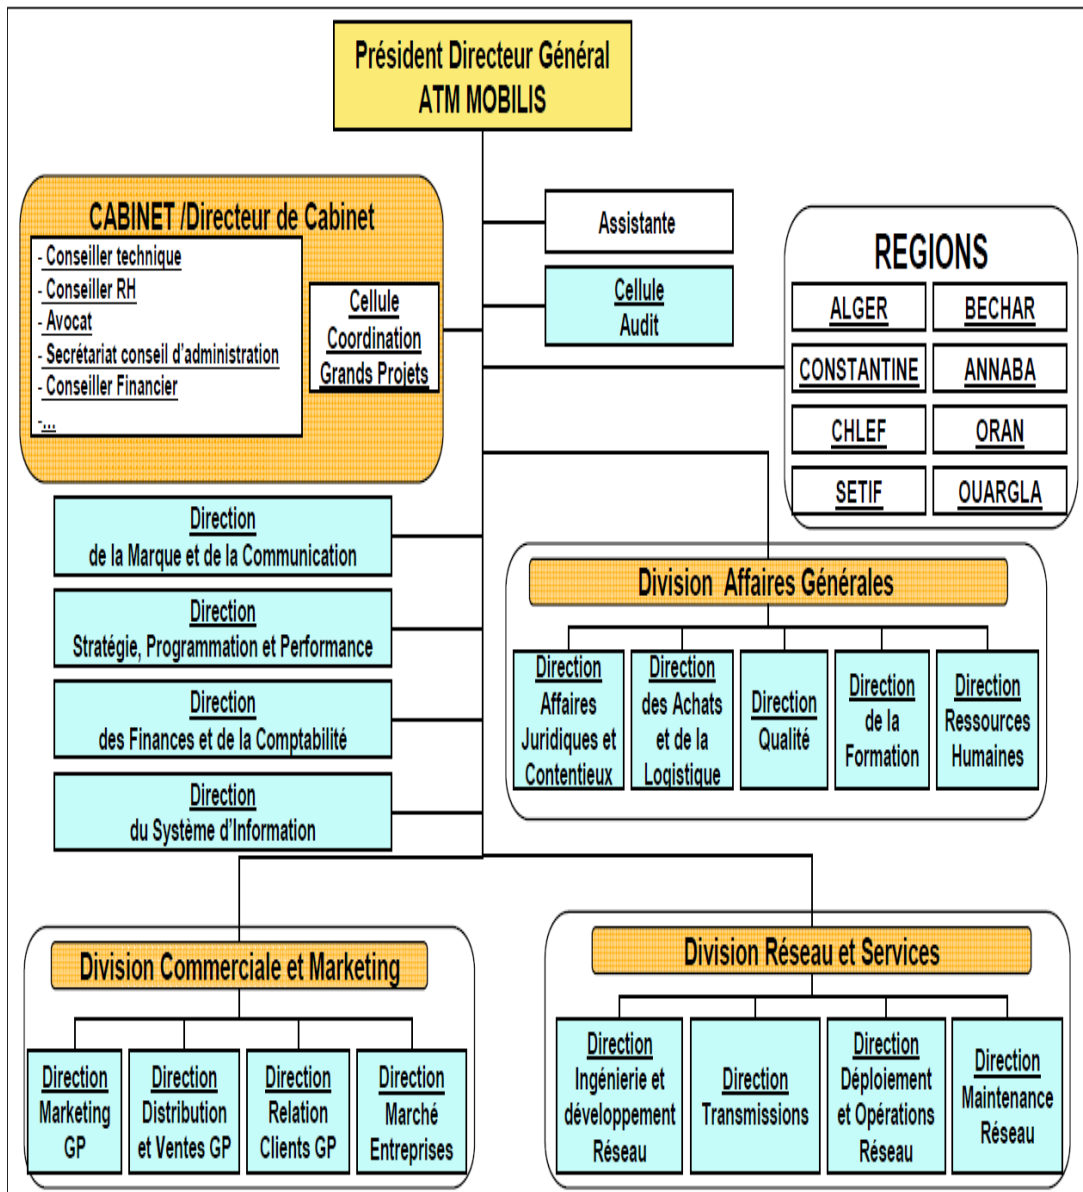 Président Directeur Général
ATM MOBILIS
CABINET /Directeur de Cabinet
- Conseiller technique
- Conseiller RH
- Avocat
- Secrétariat conseil d'administration
- Conseiller Financier
-...
Cellule
Coordination
Grands Projets
Assistante
Cellule
Audit
REGIONS
ALGER
BECHAR
CONSTANTINE
ANNABA
CHLEF
ORAN
SETIF
OUARGLA
Direction
de la Marque et de la Communication
Direction
Stratégie, Programmation et Performance
Direction
des Finances et de la Comptabilité
Direction
du Système d'Information
Division Affaires Générales
Direction
Affaires
Juridiques et
Contentieux
Direction
des Achats
et de la
Logistique
Direction
Qualité
Direction
de la
Formation
Direction
Ressources
Humaines
Division Commerciale et Marketing
Direction
Marketing
GP
Direction
Distribution
et Ventes GP
Direction
Relation
Clients GP
Direction
Marché
Entreprises
Division Réseau et Services
Direction
Ingénierie et
développement
Réseau
Direction
Transmissions
Direction
Déploiement
et Opérations
Réseau
Direction
Maintenance
Réseau